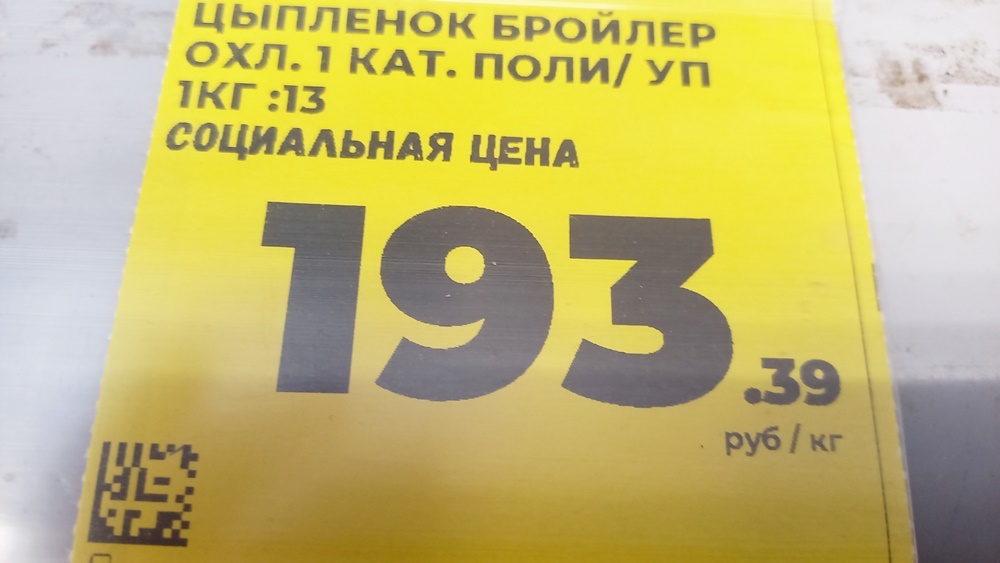 ЦЫПЛЕНОК БРОЙЛЕР
ОХЛ. 1 КАТ. ПОЛИ/ УП
1КГ :13
СОЦИАЛЬНАЯ ЦЕНА
193.39
руб / кг